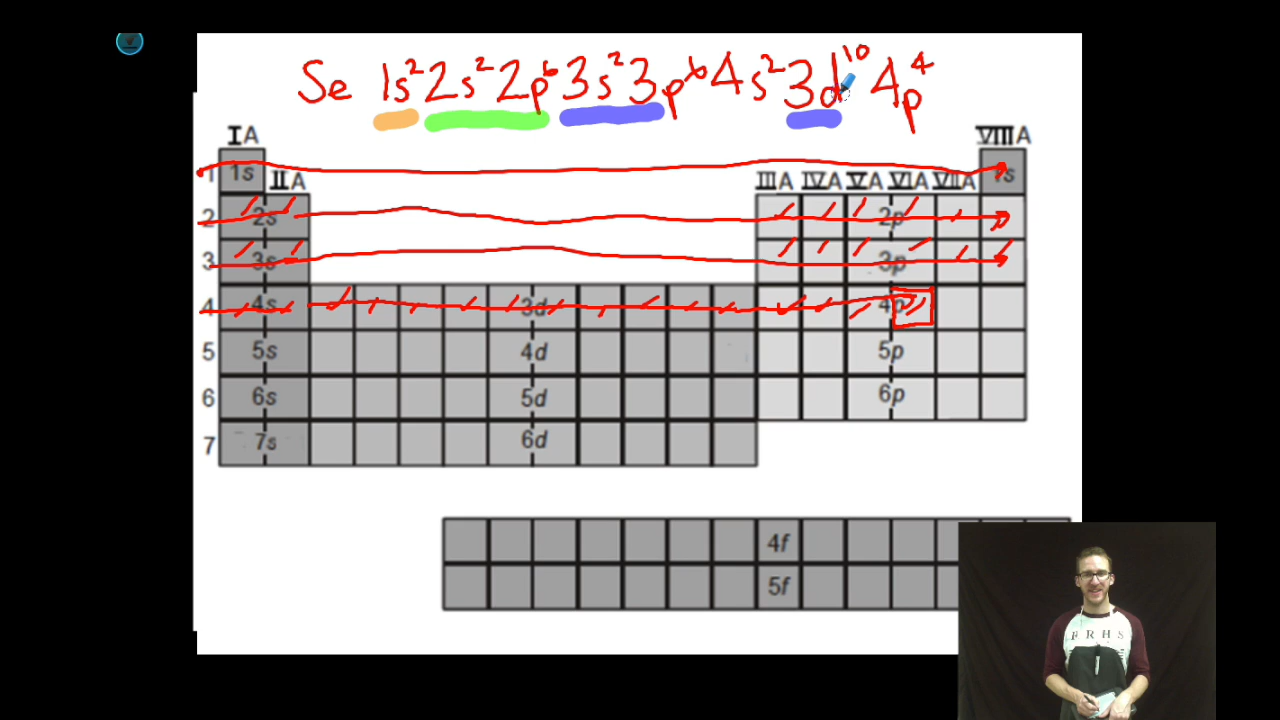 Se 1s² 2s² 2p⁶ 3s² 3p⁶ 4s² 3d¹⁰ 4p⁴
IA VIIIA
1 1s IIA IIIA IVA VA VIA VIIA 1s
2 2s 2p
3 3s 3p
4 4s 3d 4p
5 5s 4d 5p
6 6s 5d 6p
7 7s 6d
4f
5f
FRHS